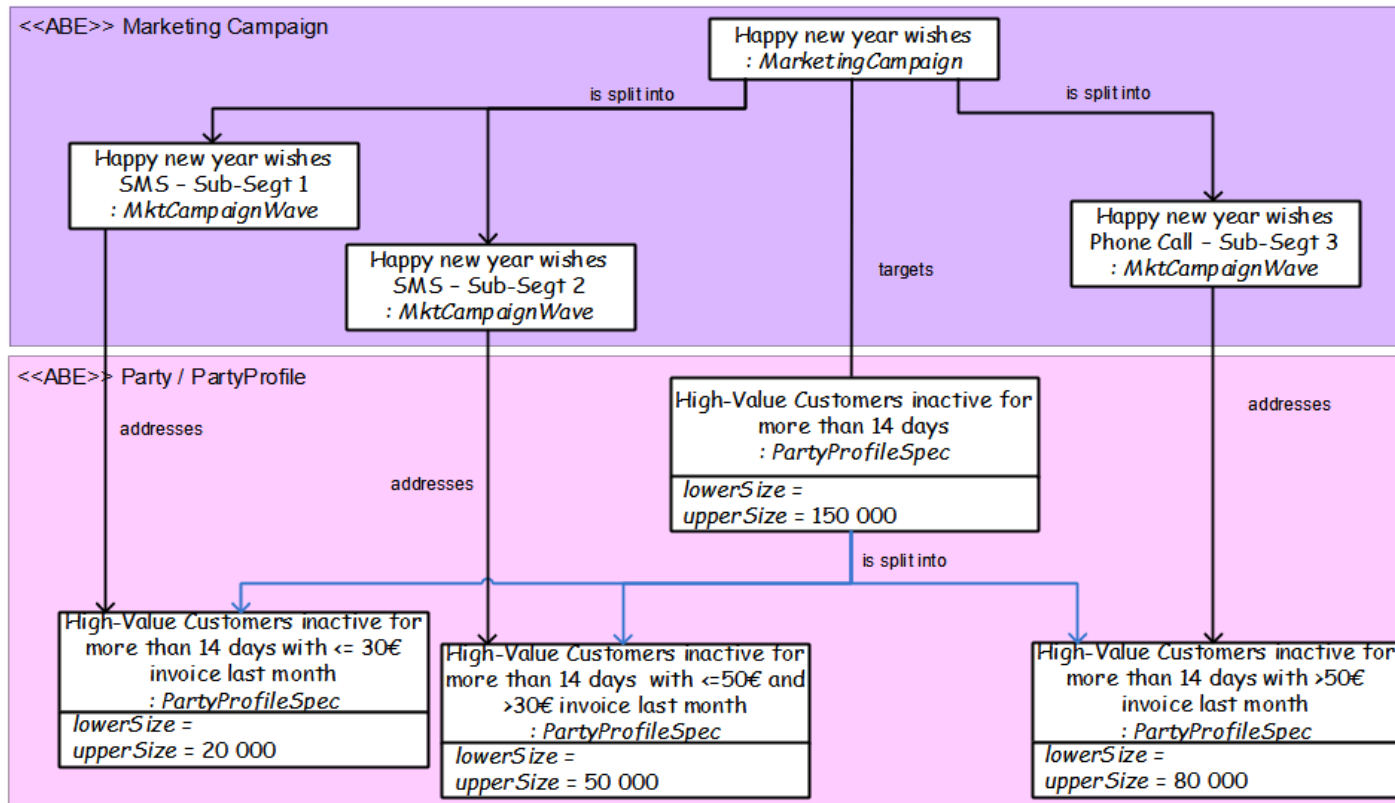 <<ABE>> Marketing Campaign
Happy new year wishes
: MarketingCampaign
is split into
is split into
Happy new year wishes
SMS – Sub-Segt 1
: MktCampaignWave
Happy new year wishes
SMS – Sub-Segt 2
: MktCampaignWave
Happy new year wishes
Phone Call – Sub-Segt 3
: MktCampaignWave
targets
<<ABE>> Party / PartyProfile
addresses
addresses
addresses
High-Value Customers inactive for
more than 14 days
: PartyProfileSpec
lowerSize =
upperSize = 150 000
is split into
High-Value Customers inactive for
more than 14 days with <= 30€
invoice last month
: PartyProfileSpec
lowerSize =
upperSize = 20 000
High-Value Customers inactive for
more than 14 days with <=50€ and
>30€ invoice last month
: PartyProfileSpec
lowerSize =
upperSize = 50 000
High-Value Customers inactive for
more than 14 days with >50€
invoice last month
: PartyProfileSpec
lowerSize =
upperSize = 80 000